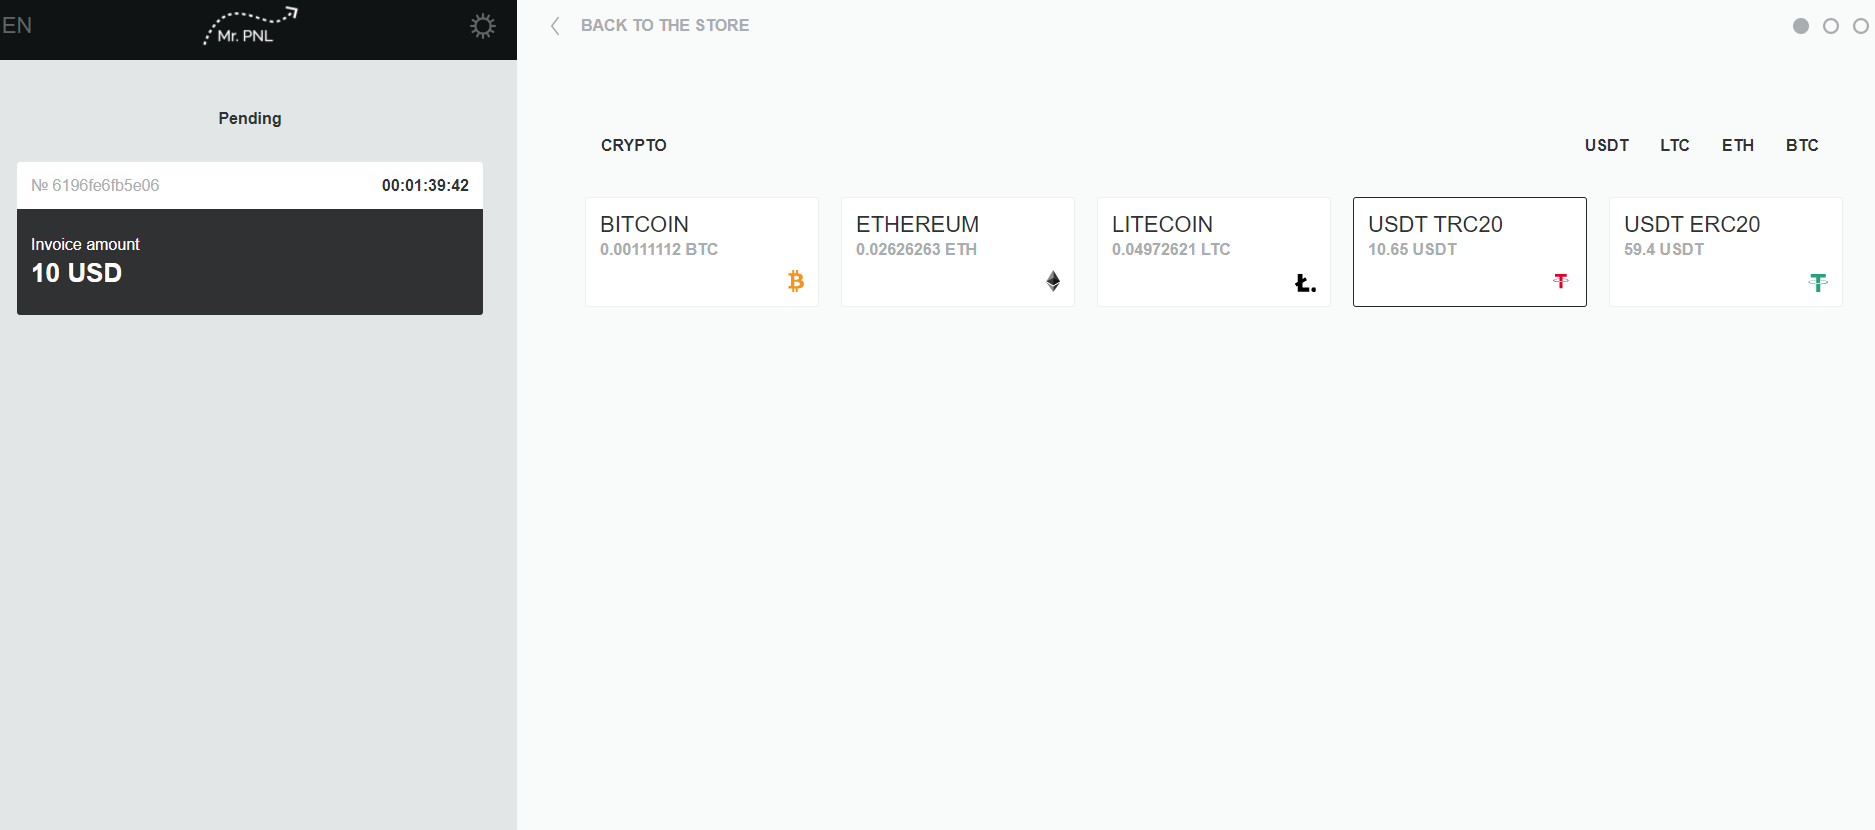 EN
Mr. PNL
BACK TO THE STORE
Pending
№ 6196fe6fb5e06
00:01:39:42
Invoice amount
10 USD
CRYPTO
USDT LTC ETH BTC
BITCOIN
0.00111112 BTC
ETHEREUM
0.02626263 ETH
LITECOIN
0.04972621 LTC
USDT TRC20
10.65 USDT
USDT ERC20
59.4 USDT